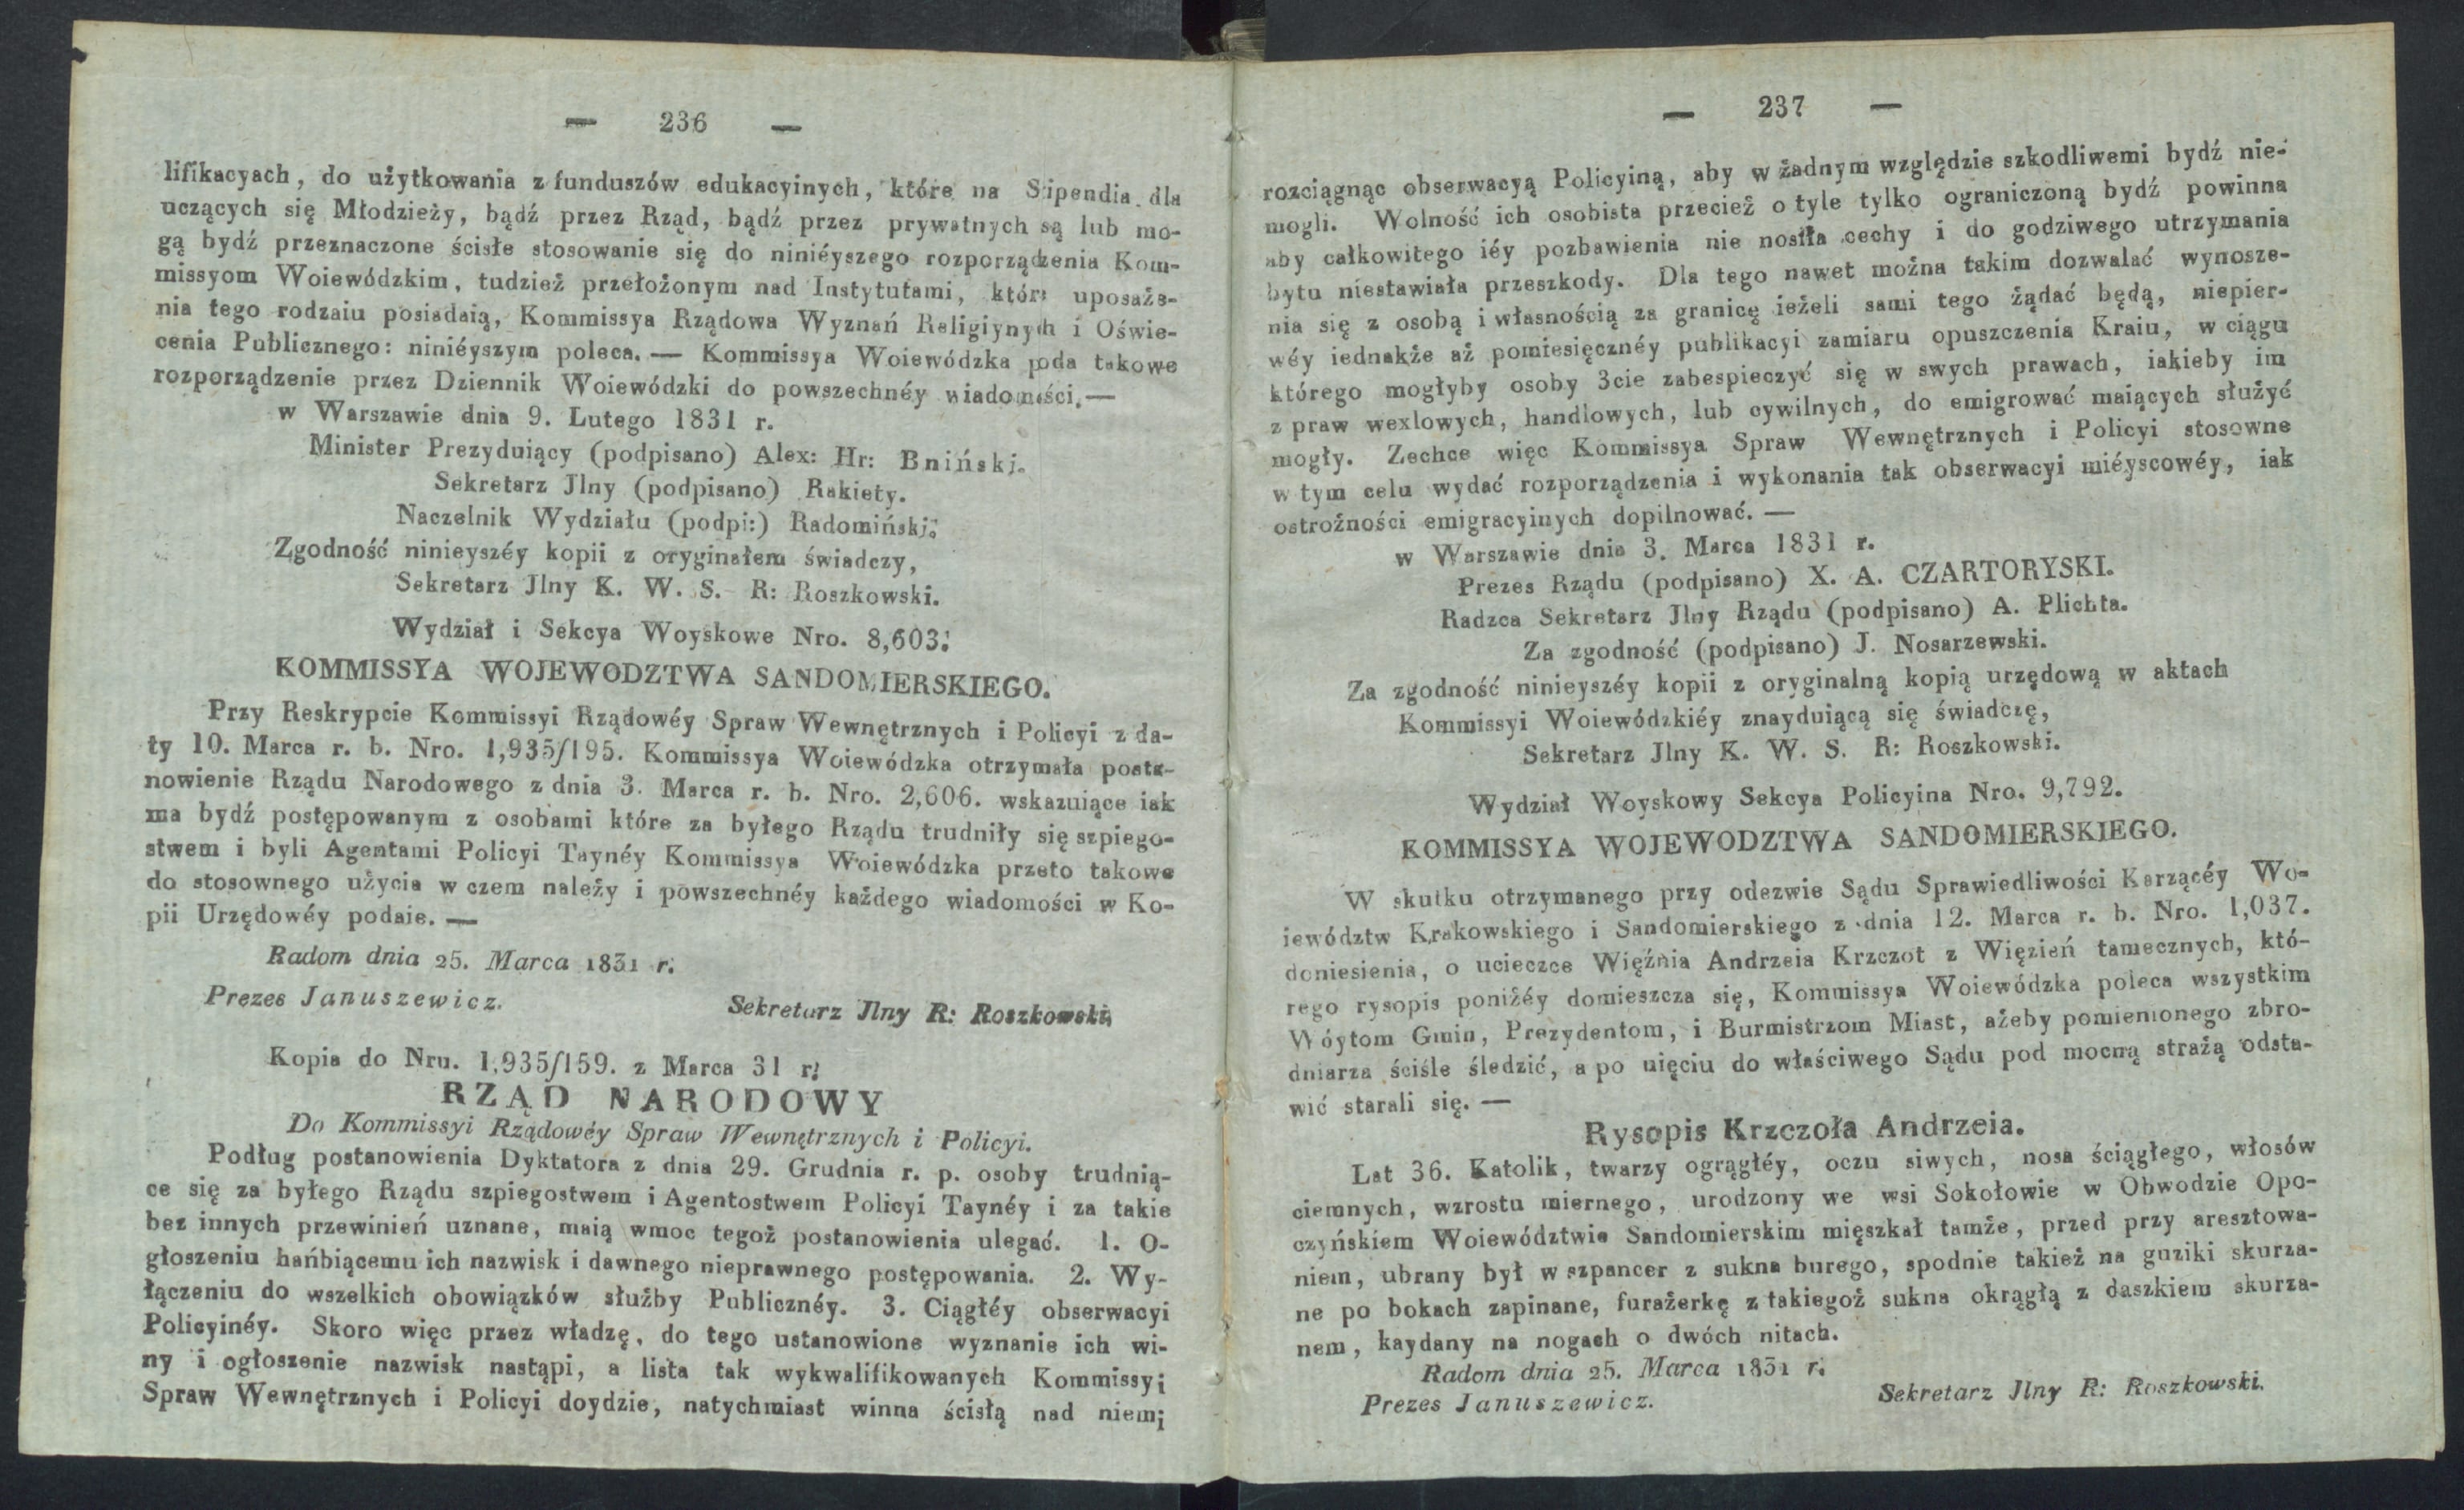 — 236 —
lifikacyach, do użytkowania z funduszów edukacyinych, które na Stipendia dla
uczących się Młodzieży, bądź przez Rząd, bądź przez prywatnych są lub mo-
gą bydź przeznaczone ścisłe stosowanie się do niniéyszego rozporządzenia Kom-
missyom Woiewódzkim, tudzież przełożonym nad Instytutami, które uposaże-
nia tego rodzaiu posiadaią, Kommissya Rządowa Wyznań Religiynych i Oświe-
cenia Publicznego: niniéyszym poleca. — Kommissya Woiewódzka poda takowe
rozporządzenie przez Dziennik Woiewódzki do powszechnéy wiadomości. —
w Warszawie dnia 9. Lutego 1831 r.
Minister Prezyduiący (podpisano) Alex: Hr: Bniński.
Sekretarz Jlny (podpisano) Rakiety.
Naczelnik Wydziału (podpi:) Radomiński.
Zgodność ninieyszéy kopii z oryginałem świadczy,
Sekretarz Jlny K. W. S. R: Roszkowski.
Wydział i Sekcya Woyskowe Nro. 8,603.
KOMMISSYA WOJEWODZTWA SANDOMIERSKIEGO.
Przy Reskrypcie Kommissyi Rządowéy Spraw Wewnętrznych i Policyi z da-
ty 10. Marca r. b. Nro. 1,935/195. Kommissya Woiewódzka otrzymała posta-
nowienie Rządu Narodowego z dnia 3. Marca r. b. Nro. 2,606. wskazuiące iak
ma bydź postępowanym z osobami które za byłego Rządu trudniły się szpiego-
stwem i byli Agentami Policyi Taynéy Kommissya Woiewódzka przeto takowe
do stosownego użycia w czem należy i powszechnéy każdego wiadomości w Ko-
pii Urzędowéy podaie. —
Radom dnia 25. Marca 1831 r.
Prezes Januszewicz. Sekretarz Jlny R: Roszkowski.
Kopia do Nru. 1,935/159. z Marca 31 r.
RZĄD NARODOWY
Do Kommissyi Rządowéy Spraw Wewnętrznych i Policyi.
Podług postanowienia Dyktatora z dnia 29. Grudnia r. p. osoby trudnią-
ce się za byłego Rządu szpiegostwem i Agentostwem Policyi Taynéy i za takie
bez innych przewinień uznane, maią wmoc tegoż postanowienia ulegać. 1. O-
głoszeniu hańbiącemu ich nazwisk i dawnego nieprawnego postępowania. 2. Wy-
łączeniu do wszelkich obowiązków służby Publicznéy. 3. Ciągłéy obserwacyi
Policyinéy. Skoro więc przez władzę, do tego ustanowione wyznanie ich wi-
ny i ogłoszenie nazwisk nastąpi, a lista tak wykwalifikowanych Kommissyi
Spraw Wewnętrznych i Policyi doydzie, natychmiast winna ścisłą nad niemi
— 237 —
rozciągnąc obserwacyą Policyiną, aby w żadnym względzie szkodliwemi bydź nie-
mogli. Wolność ich osobista przecież o tyle tylko ograniczoną bydź powinna
aby całkowitego iéy pozbawienia nie nosiła cechy i do godziwego utrzymania
bytu niestawiała przeszkody. Dla tego nawet można takim dozwalać wynosze-
nia się z osobą i własnością za granicę ieżeli sami tego żądać będą, niepier-
wéy iednakże aż pomiesięcznéy publikacyi zamiaru opuszczenia Kraiu, w ciągu
którego mogłyby osoby 3cie zabespieczyć się w swych prawach, iakieby im
z praw wexlowych, handlowych, lub cywilnych, do emigrować maiących służyć
mogły. Zechce więc Kommissya Spraw Wewnętrznych i Policyi stosowne
w tym celu wydać rozporządzenia i wykonania tak obserwacyi miéyscowéy, iak
ostrożności emigracyinych dopilnować. —
w Warszawie dnia 3. Marca 1831 r.
Prezes Rządu (podpisano) X. A. CZARTORYSKI.
Radzca Sekretarz Jlny Rządu (podpisano) A. Plichta.
Za zgodność (podpisano) J. Nosarzewski.
Za zgodność ninieyszéy kopii z oryginalną kopią urzędową w aktach
Kommissyi Woiewódzkiéy znayduiącą się świadczę,
Sekretarz Jlny K. W. S. R: Roszkowski.
Wydział Woyskowy Sekcya Policyina Nro. 9,792.
KOMMISSYA WOJEWODZTWA SANDOMIERSKIEGO.
W skutku otrzymanego przy odezwie Sądu Sprawiedliwości Karzącéy Wo-
iewództw Krakowskiego i Sandomierskiego z dnia 12. Marca r. b. Nro. 1,037.
doniesienia, o ucieczce Więźnia Andrzeia Krzczot z Więzień tamecznych, któ-
rego rysopis poniżéy domieszcza się, Kommissya Woiewódzka poleca wszystkim
Wóytom Gmin, Prezydentom, i Burmistrzom Miast, ażeby pomienionego zbro-
dniarza ściśle śledzić, a po uięciu do właściwego Sądu pod mocną strażą odsta-
wić starali się. —
Rysopis Krzczoła Andrzeia.
Lat 36. Katolik, twarzy ogrągłéy, oczu siwych, nosa ściągłego, włosów
ciemnych, wzrostu miernego, urodzony we wsi Sokołowie w Obwodzie Opo-
czyńskiem Woiewództwie Sandomierskim mięszkał tamże, przed przy aresztowa-
niem, ubrany był w szpancer z sukna burego, spodnie takież na guziki skurza-
ne po bokach zapinane, furażerkę z takiegoż sukna okrągłą z daszkiem skurza-
nem, kaydany na nogach o dwóch nitach.
Radom dnia 25. Marca 1831 r.
Prezes Januszewicz. Sekretarz Jlny R: Roszkowski.